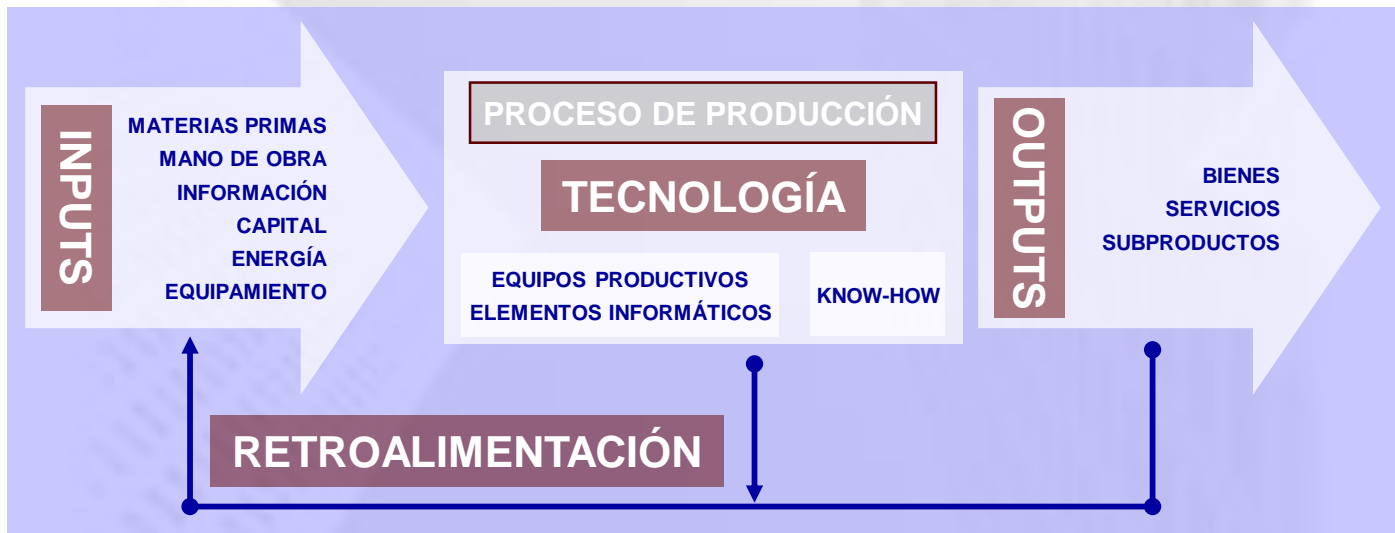 INPUTS
MATERIAS PRIMAS
MANO DE OBRA
INFORMACIÓN
CAPITAL
ENERGÍA
EQUIPAMIENTO
PROCESO DE PRODUCCIÓN
TECNOLOGÍA
EQUIPOS PRODUCTIVOS
ELEMENTOS INFORMÁTICOS
KNOW-HOW
OUTPUTS
BIENES
SERVICIOS
SUBPRODUCTOS
RETROALIMENTACIÓN